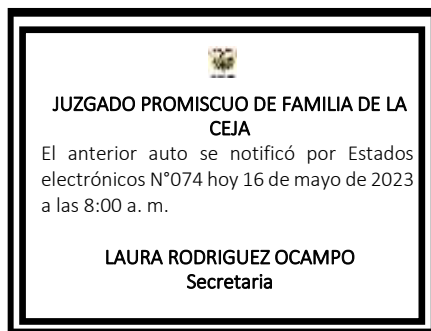 JUZGADO PROMISCUO DE FAMILIA DE LA
CEJA
El anterior auto se notificó por Estados
electrónicos N°074 hoy 16 de mayo de 2023
a las 8:00 a. m.
LAURA RODRIGUEZ OCAMPO
Secretaria